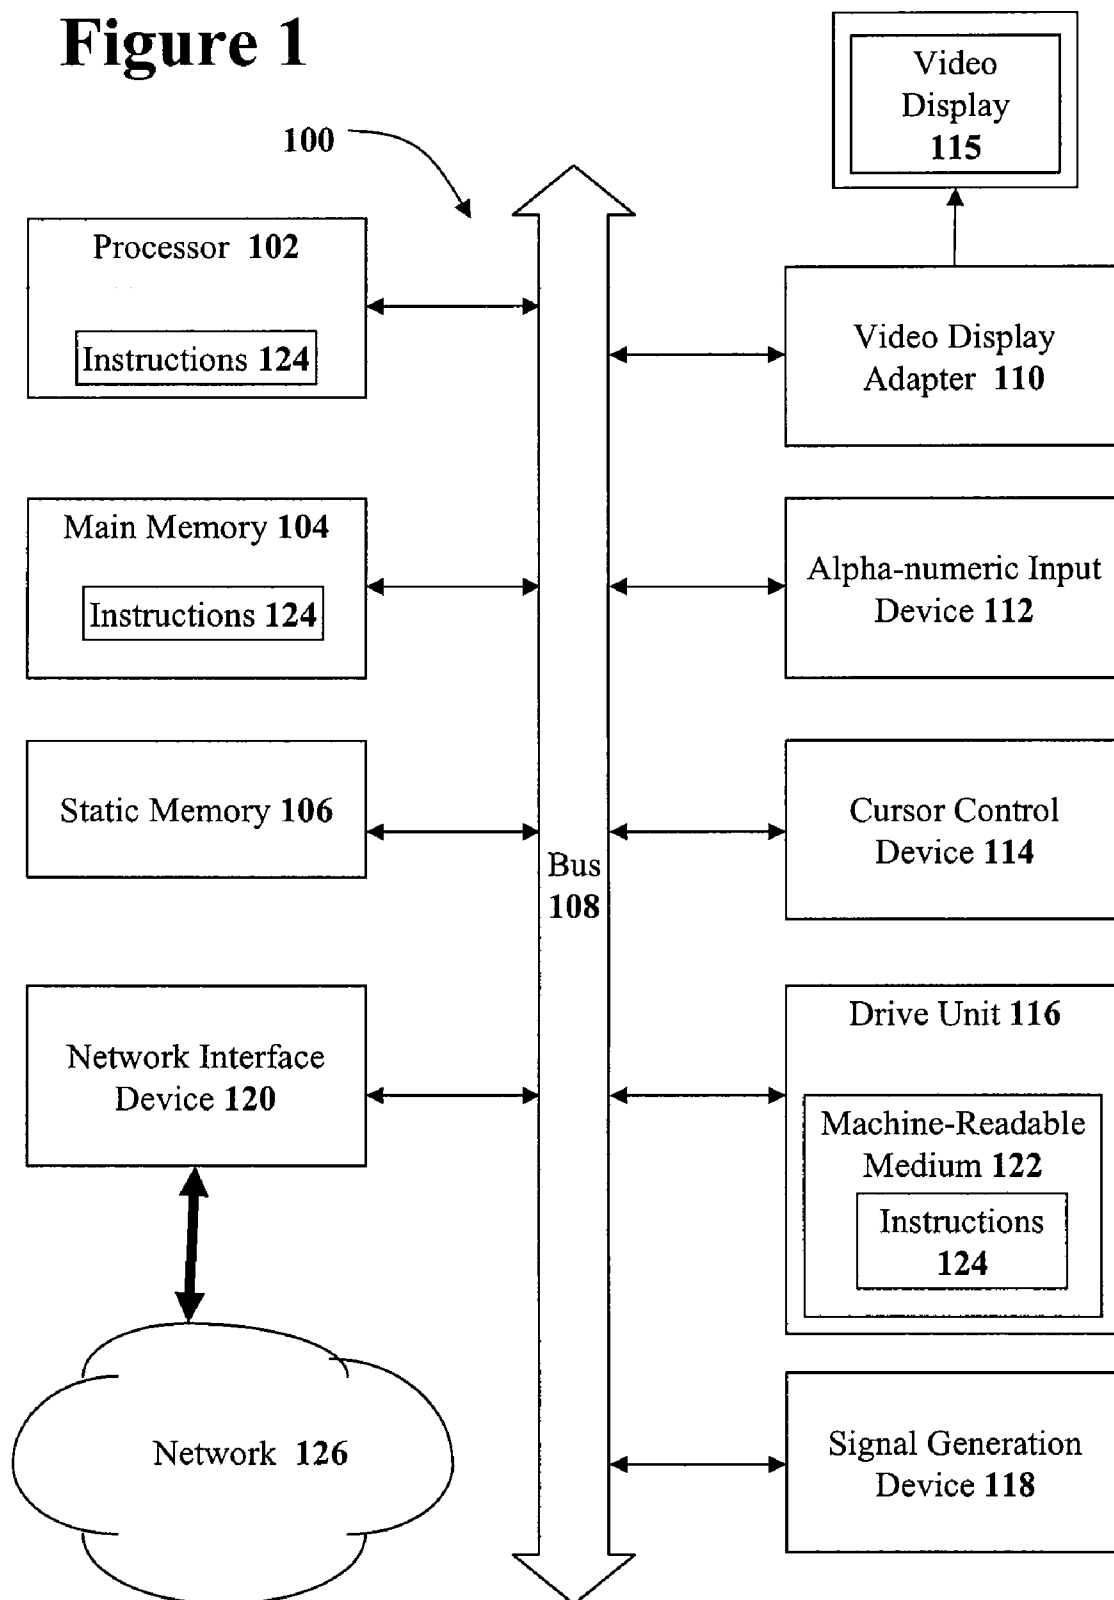 Figure 1
100
Video
Display
115
Processor 102
Instructions 124
Video Display
Adapter 110
Main Memory 104
Instructions 124
Alpha-numeric Input
Device 112
Static Memory 106
Cursor Control
Device 114
Bus
108
Network Interface
Device 120
Drive Unit 116
Machine-Readable
Medium 122
Instructions
124
Network 126
Signal Generation
Device 118